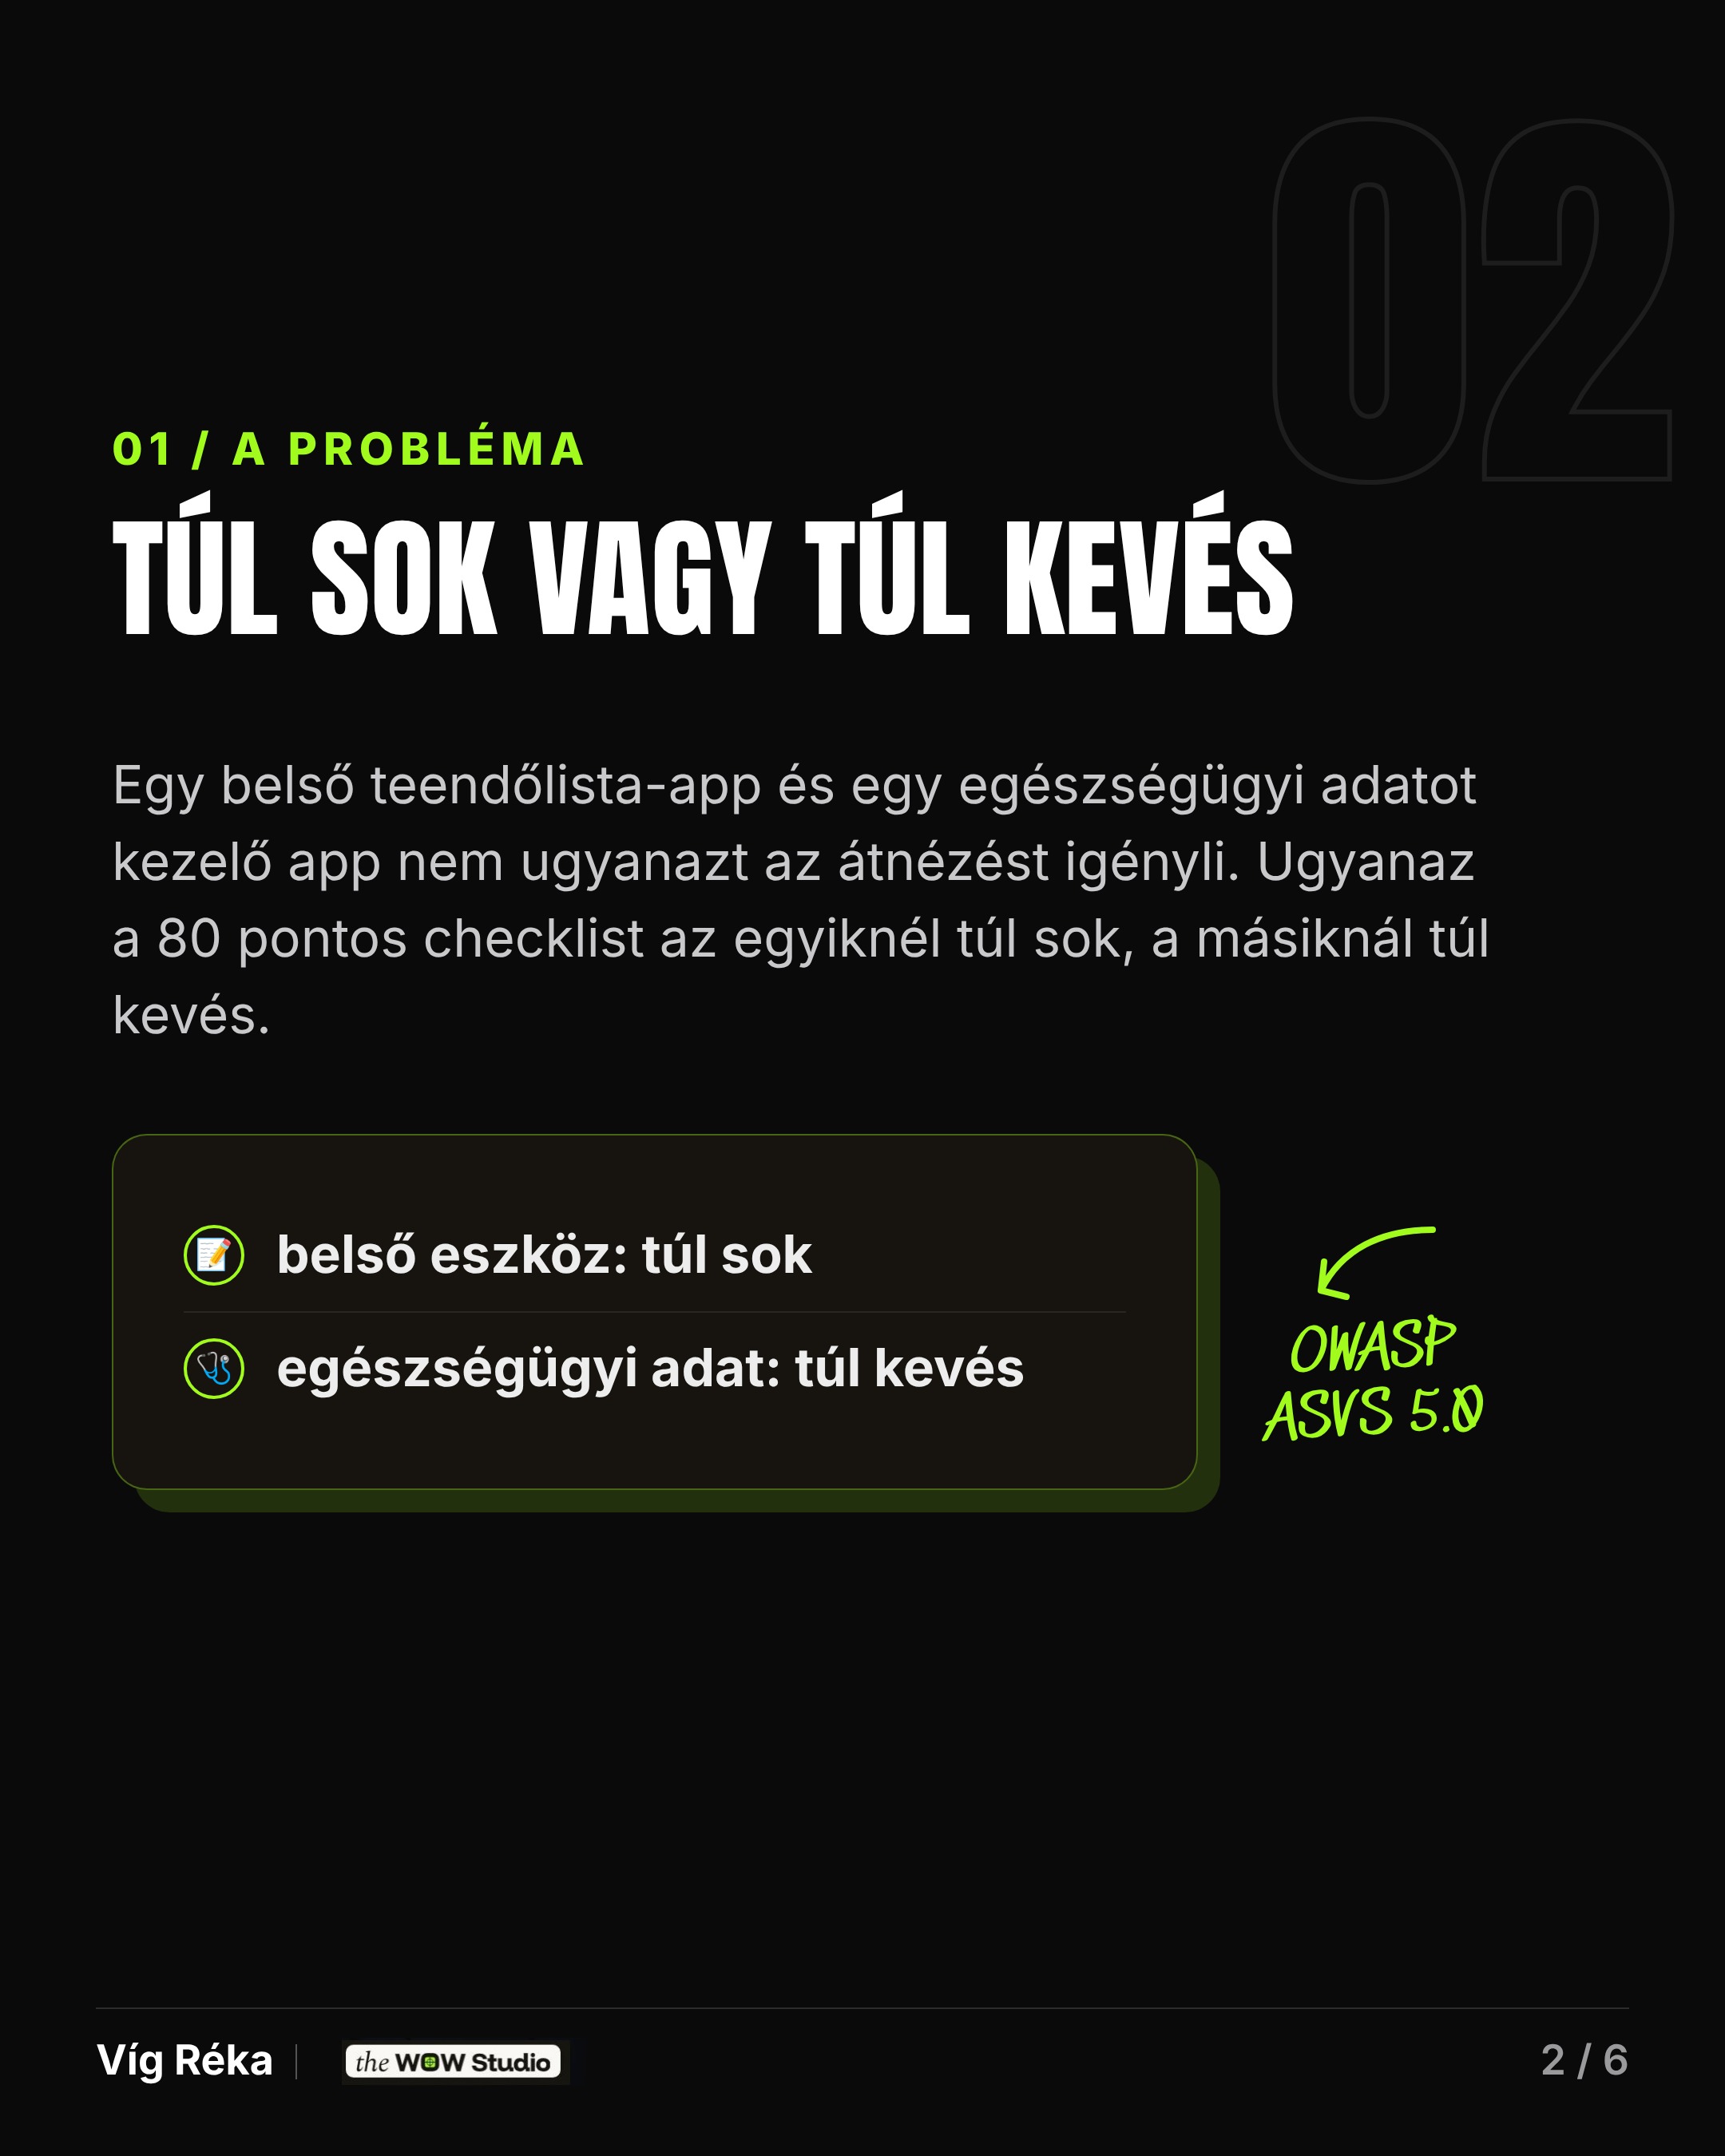 02
01 / A PROBLÉMA
TÚL SOK VAGY TÚL KEVÉS
Egy belső teendőlista-app és egy egészségügyi adatot
kezelő app nem ugyanazt az átnézést igényli. Ugyanaz
a 80 pontos checklist az egyiknél túl sok, a másiknál túl
kevés.
belső eszköz: túl sok
egészségügyi adat: túl kevés
OWASP
ASVS 5.0
Víg Réka
the WOW Studio
2 / 6